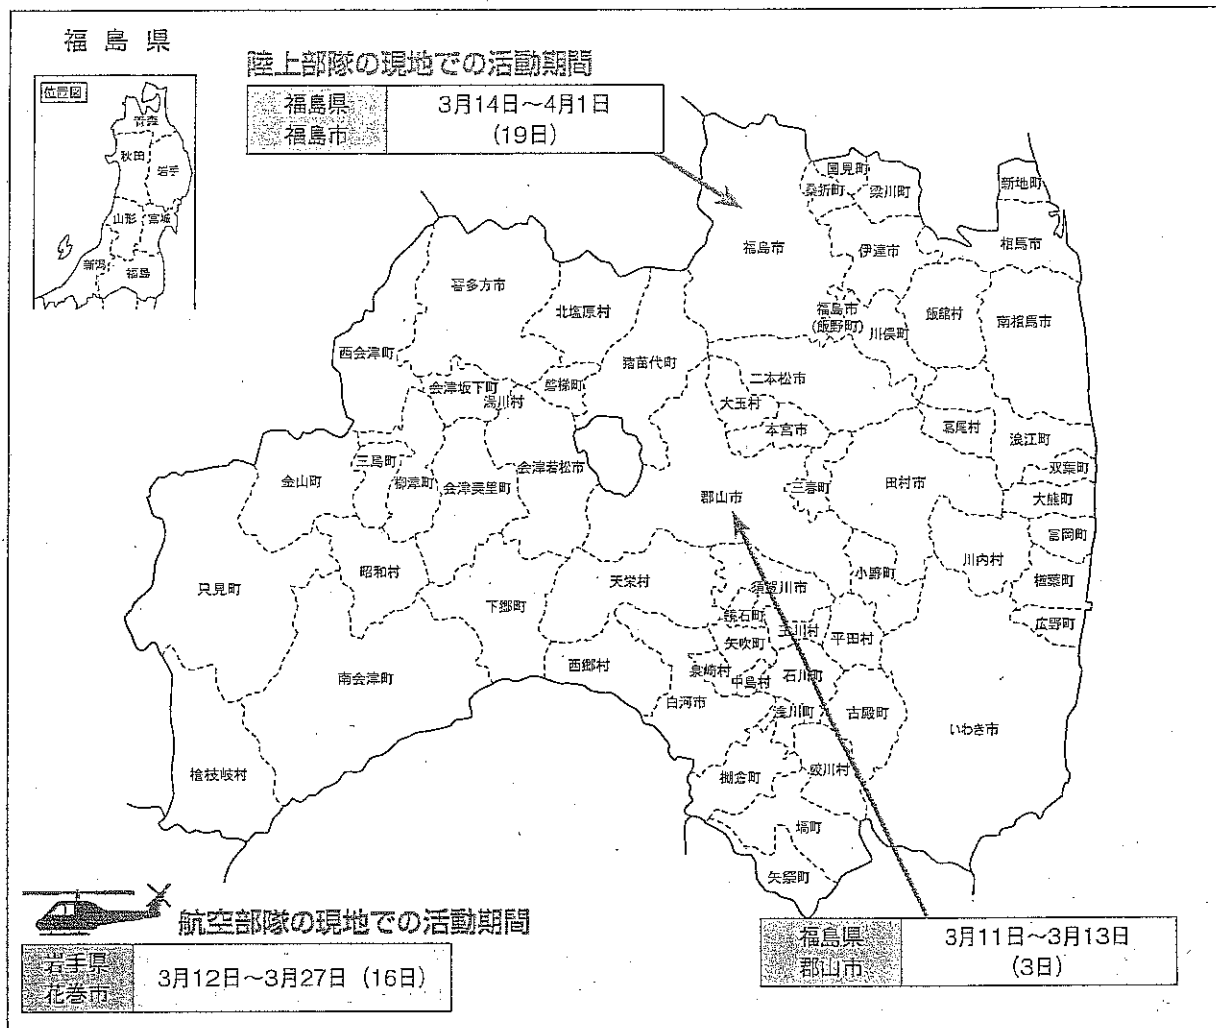 福島県
位置図
青森
秋田
岩手
山形
宮城
新潟
福島
陸上部隊の現地での活動期間
福島県
福島市
3月14日～4月1日
(19日)
国見町
桑折町
梁川町
新地町
福島市
伊達市
相馬市
喜多方市
北塩原村
福島市
(飯野町)
川俣町
飯舘村
南相馬市
西会津町
猪苗代町
会津坂下町
湯川村
磐梯町
二本松市
大玉村
本宮市
葛尾村
浪江町
双葉町
大熊町
富岡町
楢葉町
広野町
三島町
金山町
柳津町
会津美里町
会津若松市
郡山市
三春町
田村市
川内村
只見町
昭和村
下郷町
天栄村
須賀川市
小野町
鏡石町
玉川村
平田村
矢吹町
西郷村
泉崎村
中島村
石川町
南会津町
白河市
浅川町
古殿町
いわき市
檜枝岐村
棚倉町
鮫川村
塙町
矢祭町
航空部隊の現地での活動期間
岩手県
花巻市
3月12日～3月27日（16日）
福島県
郡山市
3月11日～3月13日
(3日)